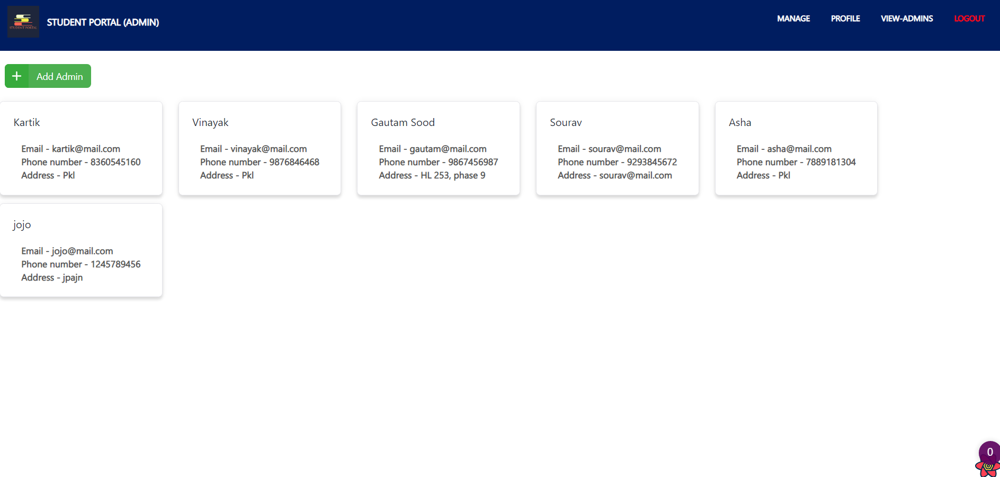 STUDENT PORTAL
STUDENT PORTAL (ADMIN)
MANAGE
PROFILE
VIEW-ADMINS
LOGOUT
+ Add Admin
Kartik
Email - kartik@mail.com
Phone number - 8360545160
Address - Pkl
Vinayak
Email - vinayak@mail.com
Phone number - 9876846468
Address - Pkl
Gautam Sood
Email - gautam@mail.com
Phone number - 9867456987
Address - HL 253, phase 9
Sourav
Email - sourav@mail.com
Phone number - 9293845672
Address - sourav@mail.com
Asha
Email - asha@mail.com
Phone number - 7889181304
Address - Pkl
jojo
Email - jojo@mail.com
Phone number - 1245789456
Address - jpajn
0